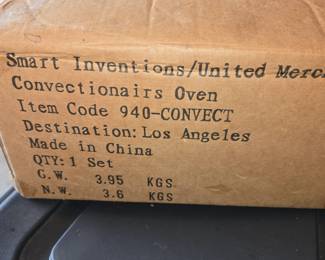 Smart Inventions/United Merc
Convectionairs Oven
Item Code 940-CONVECT
Destination: Los Angeles
Made in China
QTY: 1 Set
G.W. 3.95 KGS
N.W. 3.6 KGS